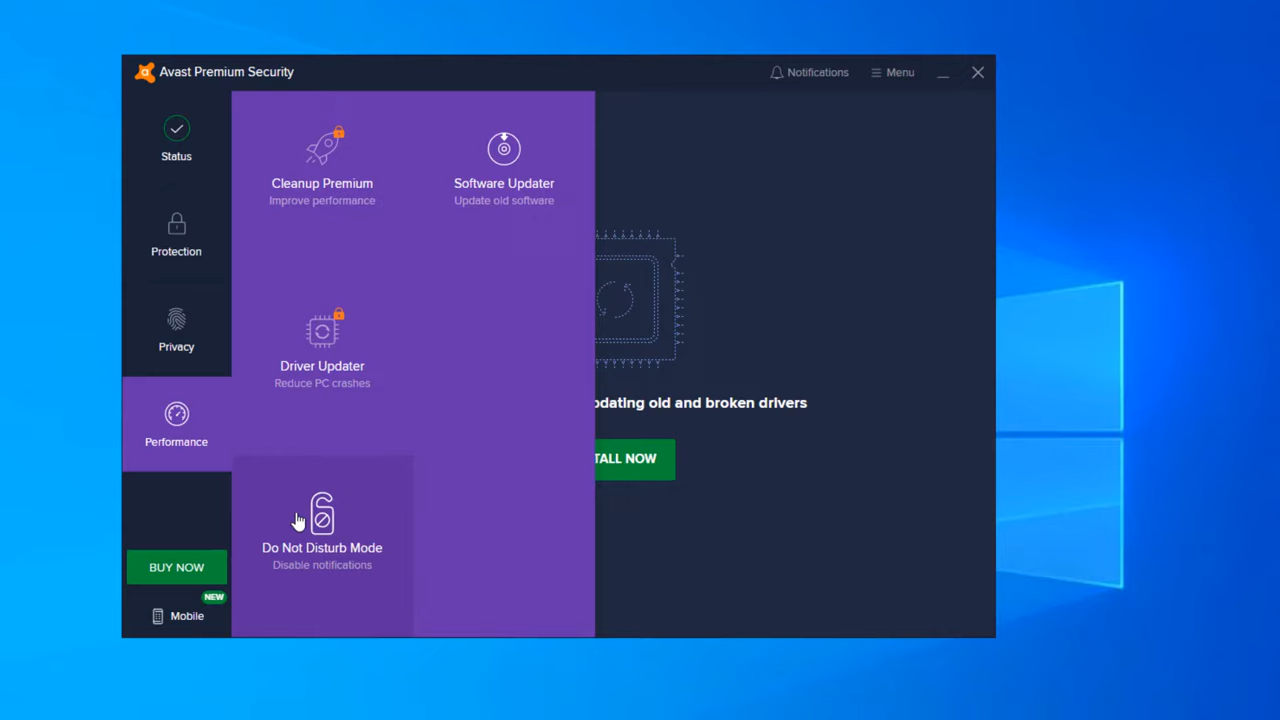 Avast Premium Security
Notifications
Menu
Status
Protection
Privacy
Performance
BUY NOW
NEW
Mobile
Cleanup Premium
Improve performance
Software Updater
Update old software
Driver Updater
Reduce PC crashes
Do Not Disturb Mode
Disable notifications
pdating old and broken drivers
TALL NOW